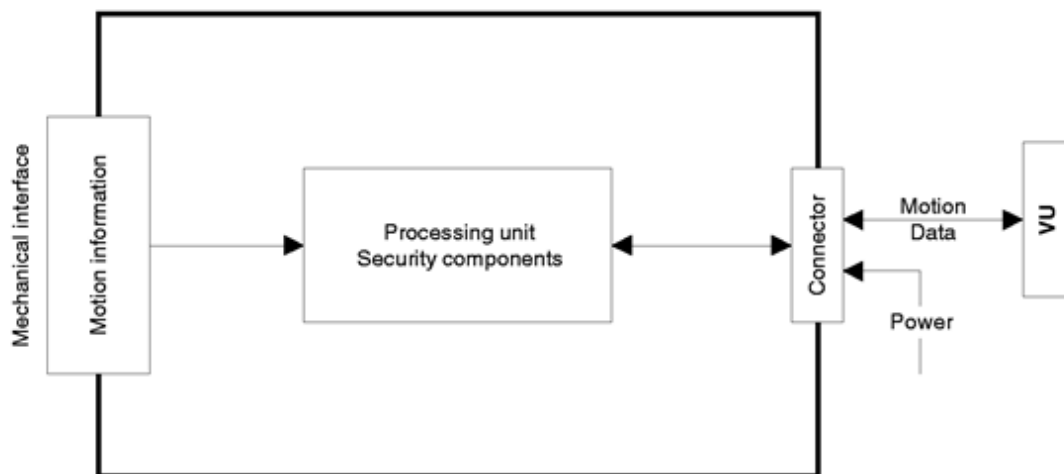 Mechanical interface
Motion information
Processing unit
Security components
Connector
Motion
Data
Power
VU